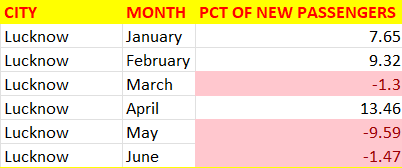 CITY MONTH PCT OF NEW PASSENGERS
Lucknow January 7.65
Lucknow February 9.32
Lucknow March -1.3
Lucknow April 13.46
Lucknow May -9.59
Lucknow June -1.47